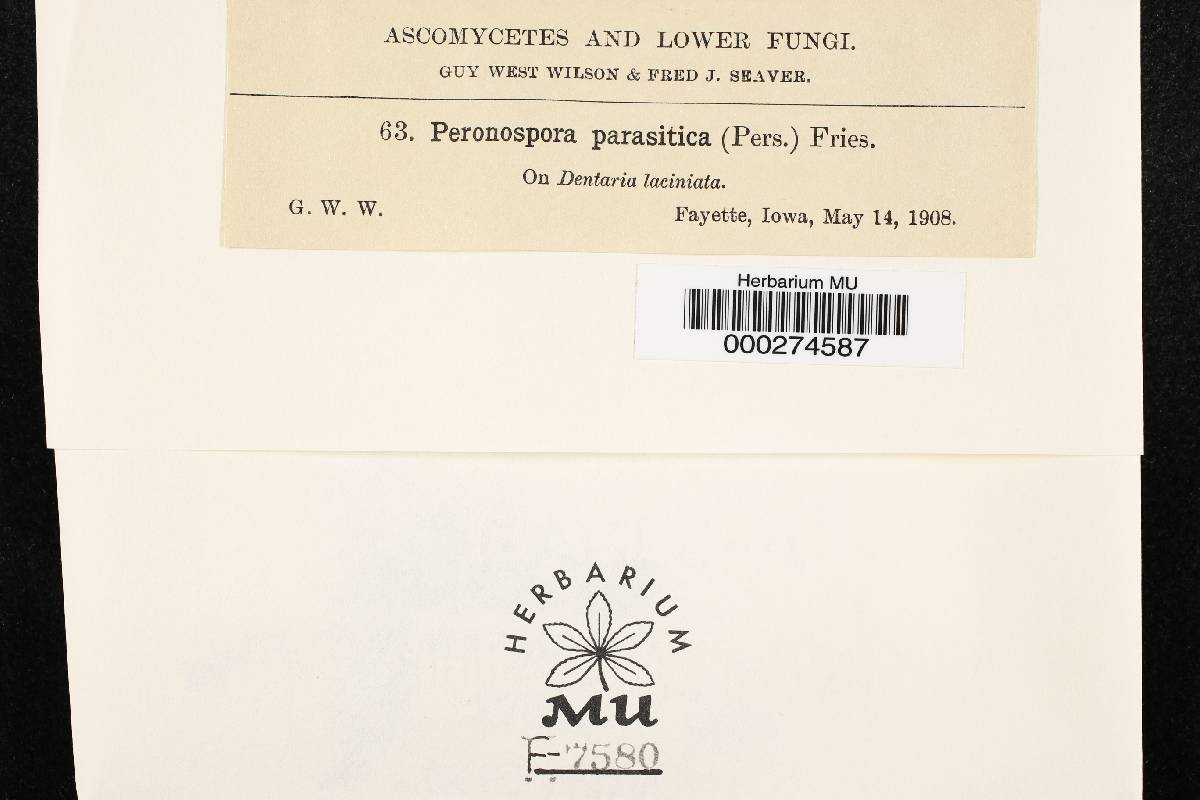 ASCOMYCETES AND LOWER FUNGI.
GUY WEST WILSON & FRED J. SEAVER.
63. Peronospora parasitica (Pers.) Fries.
On Dentaria laciniata.
G. W. W. Fayette, Iowa, May 14, 1908.
Herbarium MU
000274587
HERBARIUM
MU
F-7580